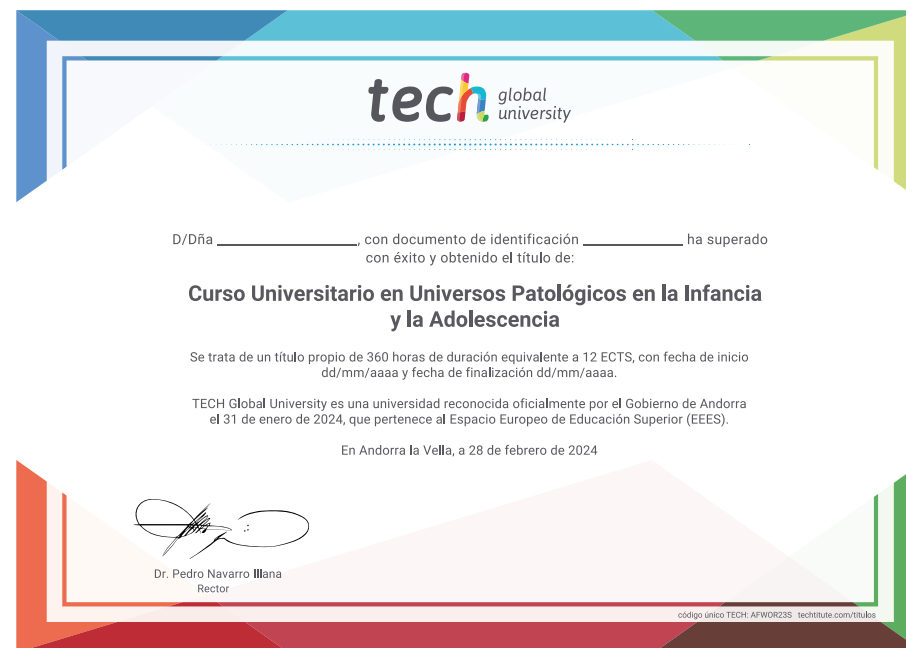 tech global university
D/Dña ____________________, con documento de identificación ______________ ha superado
con éxito y obtenido el título de:
Curso Universitario en Universos Patológicos en la Infancia
y la Adolescencia
Se trata de un título propio de 360 horas de duración equivalente a 12 ECTS, con fecha de inicio
dd/mm/aaaa y fecha de finalización dd/mm/aaaa.
TECH Global University es una universidad reconocida oficialmente por el Gobierno de Andorra
el 31 de enero de 2024, que pertenece al Espacio Europeo de Educación Superior (EEES).
En Andorra la Vella, a 28 de febrero de 2024
Dr. Pedro Navarro Illana
Rector
código único TECH: AFWOR23S techtitute.com/titulos